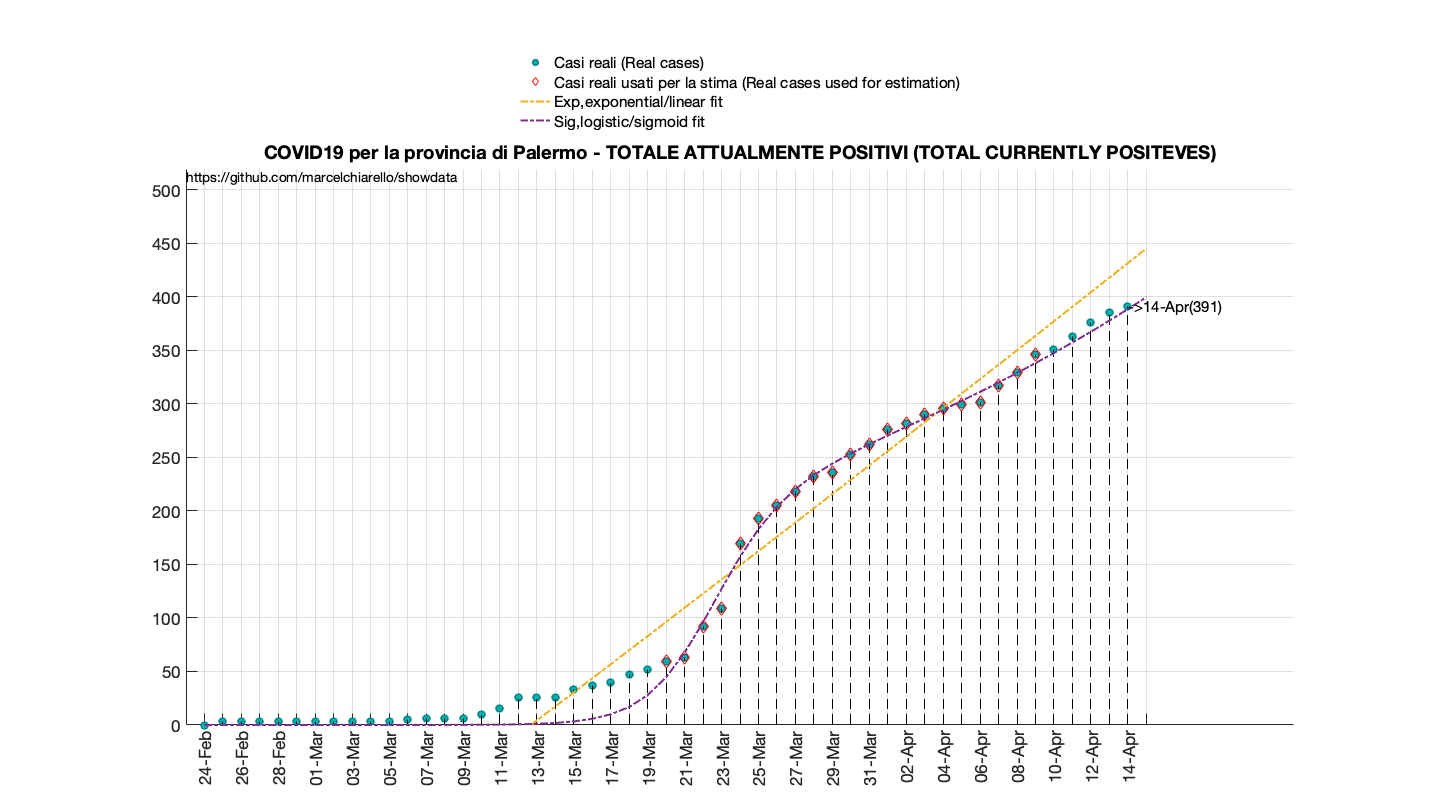 Casi reali (Real cases)
Casi reali usati per la stima (Real cases used for estimation)
Exp,exponential/linear fit
Sig,logistic/sigmoid fit
COVID19 per la provincia di Palermo - TOTALE ATTUALMENTE POSITIVI (TOTAL CURRENTLY POSITEVES)
https://github.com/marcelchiarello/showdata
500
450
400
350
300
250
200
150
100
50
0
->14-Apr(391)
24-Feb
26-Feb
28-Feb
01-Mar
03-Mar
05-Mar
07-Mar
09-Mar
11-Mar
13-Mar
15-Mar
17-Mar
19-Mar
21-Mar
23-Mar
25-Mar
27-Mar
29-Mar
31-Mar
02-Apr
04-Apr
06-Apr
08-Apr
10-Apr
12-Apr
14-Apr